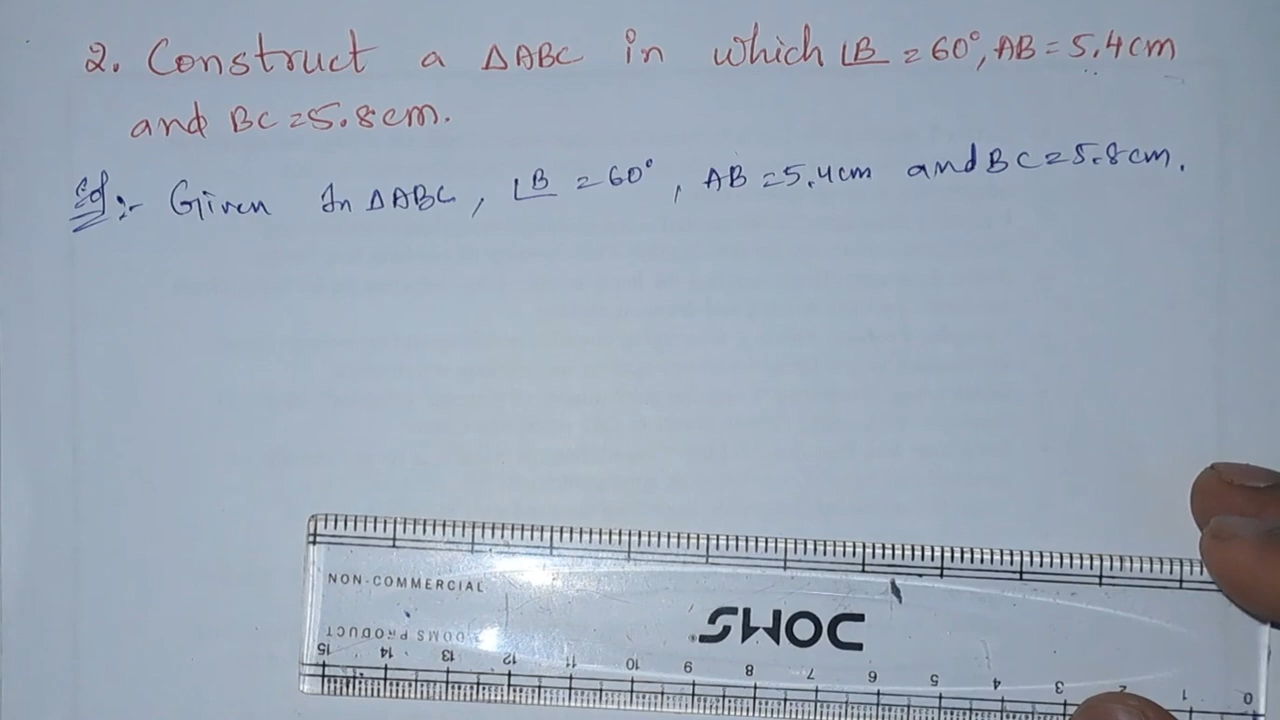 2. Construct a △ABC in which ∠B = 60°, AB = 5.4cm
and BC = 5.8cm.
Sol:- Given In △ABC, ∠B = 60°, AB = 5.4cm and BC = 5.8cm.
NON-COMMERCIAL
DOMS
DOMS PRODUCT
15 14 13 12 11 10 9 8 7 6 5 4 3 2 1 0